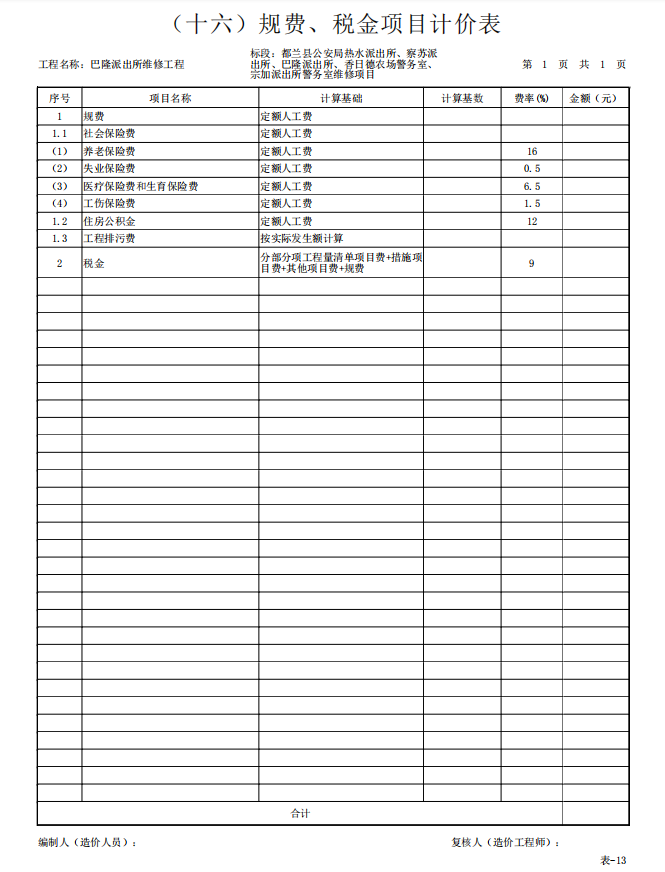 （十六）规费、税金项目计价表
工程名称：巴隆派出所维修工程
标段：都兰县公安局热水派出所、察苏派
出所、巴隆派出所、香日德农场警务室、
宗加派出所警务室维修项目
第 1 页 共 1 页
序号 项目名称 计算基础 计算基数 费率(%) 金额（元）
1 规费 定额人工费
1.1 社会保险费 定额人工费
(1) 养老保险费 定额人工费 16
(2) 失业保险费 定额人工费 0.5
(3) 医疗保险费和生育保险费 定额人工费 6.5
(4) 工伤保险费 定额人工费 1.5
1.2 住房公积金 定额人工费 12
1.3 工程排污费 按实际发生额计算
2 税金 分部分项工程量清单项目费+措施项 9
目费+其他项目费+规费
合计
编制人（造价人员）： 复核人（造价工程师）：
表-13